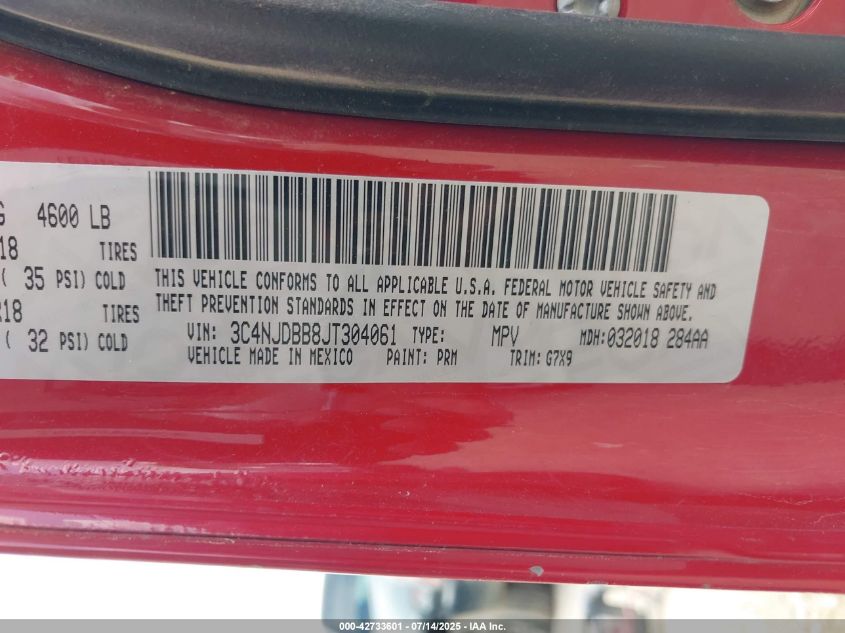 G 4600 LB
18 TIRES
( 35 PSI) COLD
R18 TIRES
( 32 PSI) COLD
THIS VEHICLE CONFORMS TO ALL APPLICABLE U.S.A. FEDERAL MOTOR VEHICLE SAFETY AND
THEFT PREVENTION STANDARDS IN EFFECT ON THE DATE OF MANUFACTURE SHOWN ABOVE.
VIN: 3C4NJDBB8JT304061 TYPE: MPV MDH:032018 284AA
VEHICLE MADE IN MEXICO PAINT: PRM TRIM: G7X9
000-42733601 - 07/14/2025 - IAA Inc.